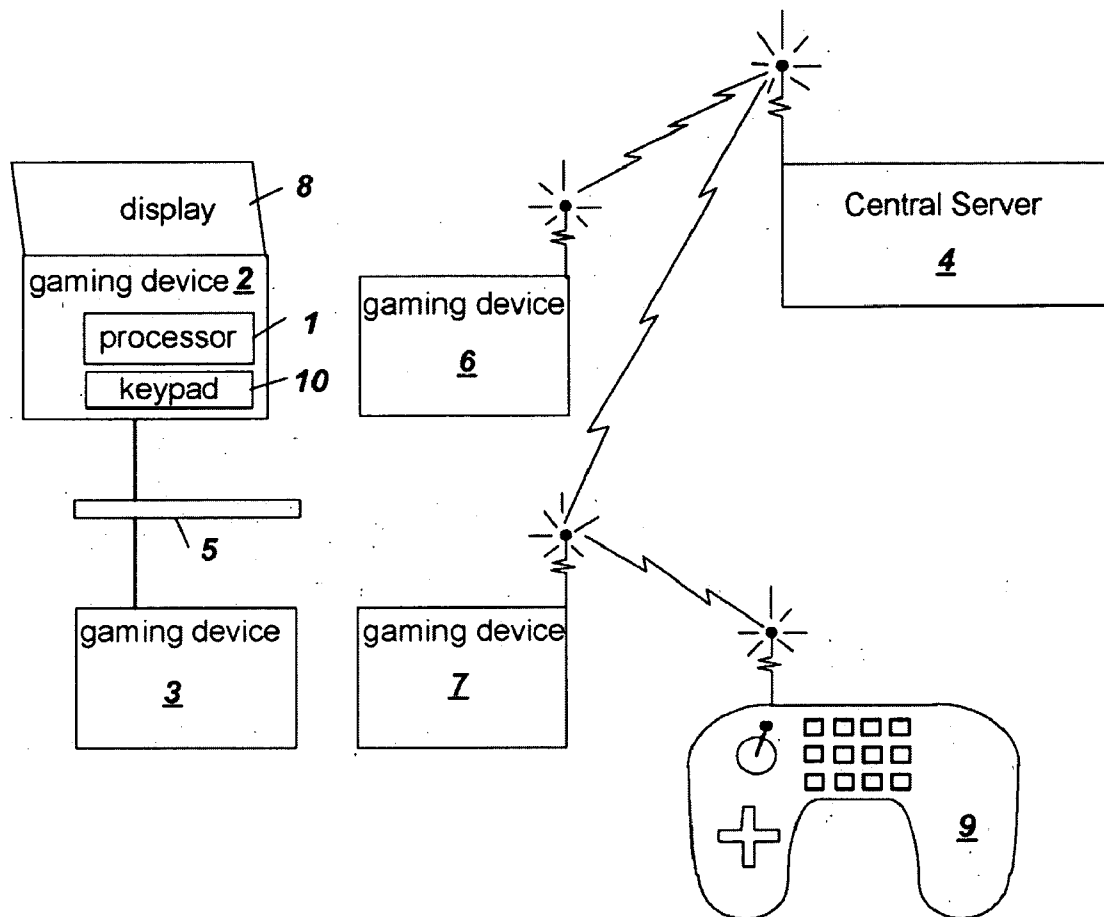 display
8
gaming device 2
processor
1
keypad
10
5
gaming device
3
gaming device
6
gaming device
7
Central Server
4
9